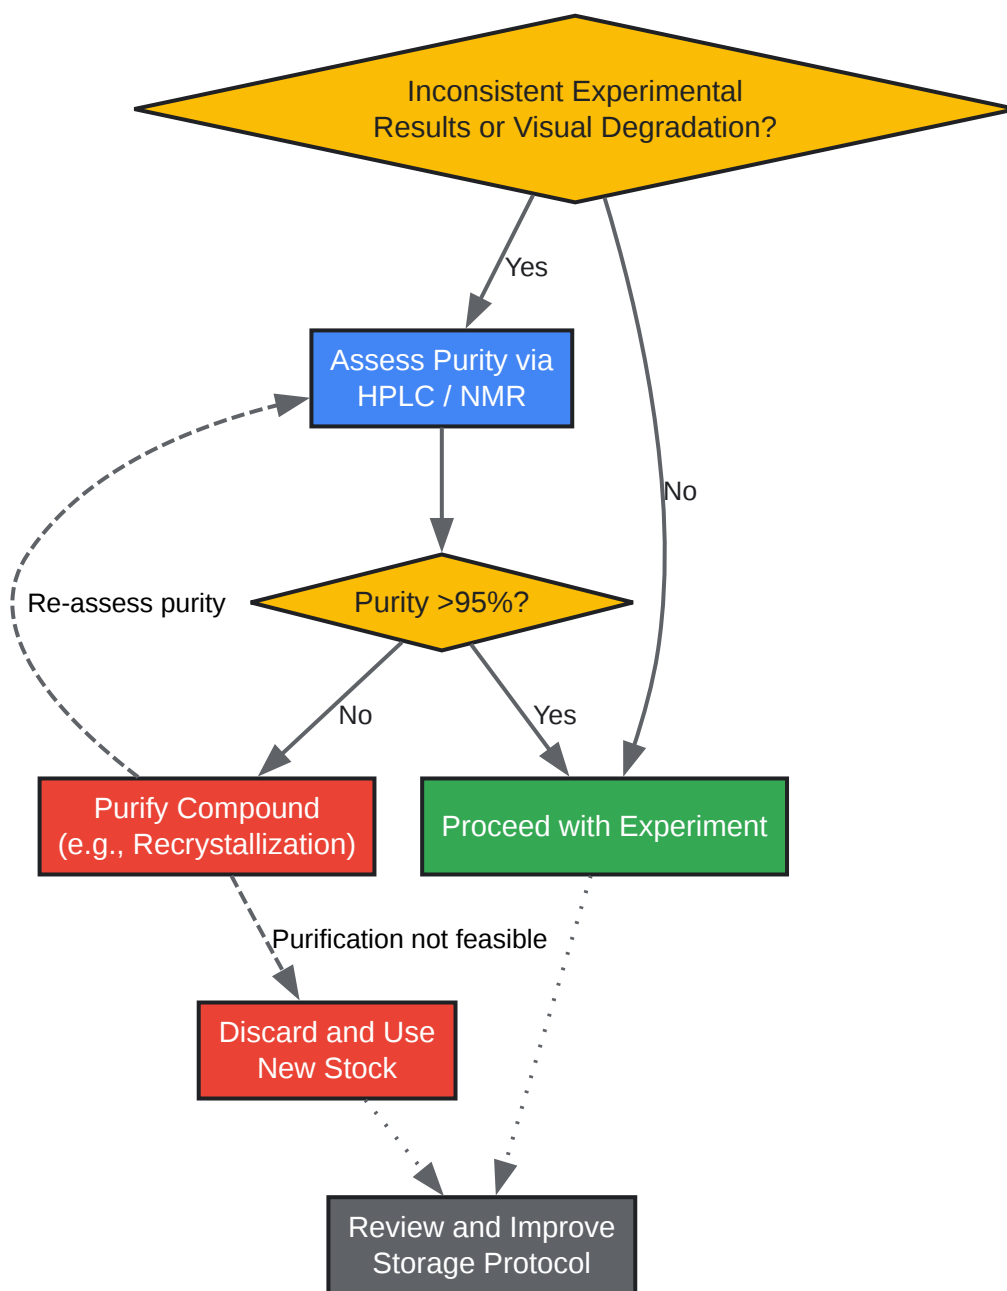 Inconsistent Experimental
Results or Visual Degradation?
Yes
Assess Purity via
HPLC / NMR
No
Re-assess purity
Purity >95%?
No
Yes
Purify Compound
(e.g., Recrystallization)
Proceed with Experiment
Purification not feasible
Discard and Use
New Stock
Review and Improve
Storage Protocol